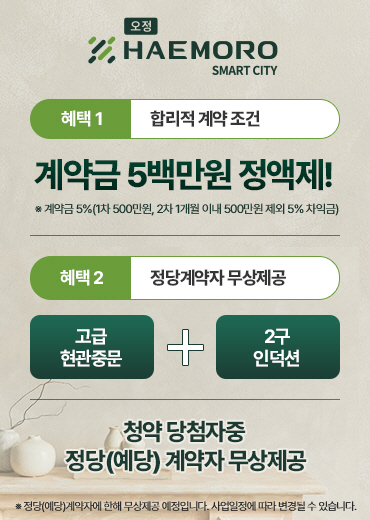 오정
HAEMORO
SMART CITY
혜택 1 합리적 계약 조건
계약금 5백만원 정액제!
※ 계약금 5%(1차 500만원, 2차 1개월 이내 500만원 제외 5% 차익금)
혜택 2 정당계약자 무상제공
고급
현관중문
+
2구
인덕션
청약 당첨자중
정당(예당) 계약자 무상제공
※ 정당(예당)계약자에 한해 무상제공 예정입니다. 사업일정에 따라 변경될 수 있습니다.